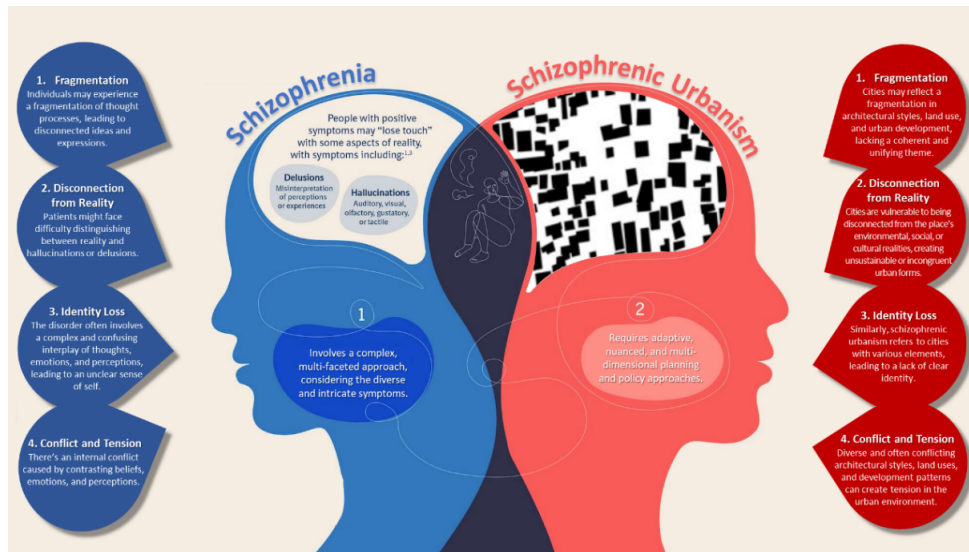 Schizophrenia
Schizophrenic Urbanism
1. Fragmentation
Individuals may experience
a fragmentation of thought
processes, leading to
disconnected ideas and
expressions.
2. Disconnection
from Reality
Patients might face
difficulty distinguishing
between reality and
hallucinations or delusions.
3. Identity Loss
The disorder often involves
a complex and confusing
interplay of thoughts,
emotions, and perceptions,
leading to an unclear sense
of self.
4. Conflict and Tension
There's an internal conflict
caused by contrasting beliefs,
emotions, and perceptions.
People with positive
symptoms may "lose touch"
with some aspects of reality,
with symptoms including:1,3
Delusions
Misinterpretation
of perceptions
or experiences
Hallucinations
Auditory, visual,
olfactory, gustatory,
or tactile
1
Involves a complex,
multi-faceted approach,
considering the diverse
and intricate symptoms.
2
Requires adaptive,
nuanced, and multi-
dimensional planning
and policy approaches.
1. Fragmentation
Cities may reflect a
fragmentation in
architectural styles, land use,
and urban development,
lacking a coherent and
unifying theme.
2. Disconnection
from Reality
Cities are vulnerable to being
disconnected from the place's
environmental, social, or
cultural realities, creating
unsustainable or incongruent
urban forms.
3. Identity Loss
Similarly, schizophrenic
urbanism refers to cities
with various elements,
leading to a lack of clear
identity.
4. Conflict and Tension
Diverse and often conflicting
architectural styles, land uses,
and development patterns
can create tension in the
urban environment.